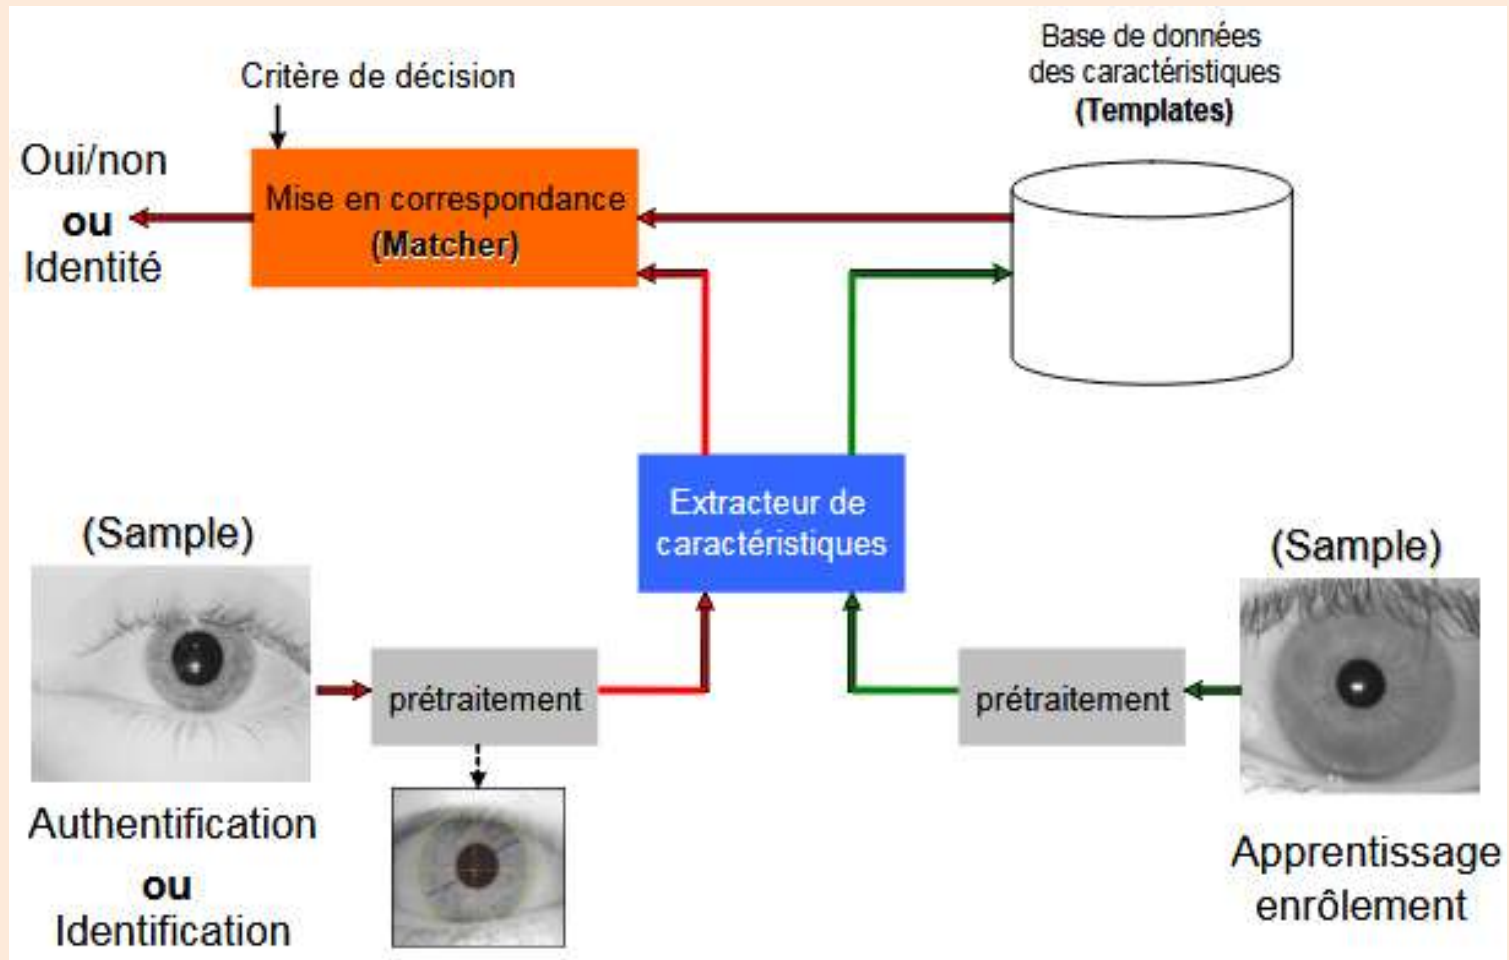 Base de données
des caractéristiques
(Templates)
Critère de décision
Oui/non
ou
Identité
Mise en correspondance
(Matcher)
Extracteur de
caractéristiques
(Sample)
(Sample)
prétraitement
prétraitement
Authentification
ou
Identification
Apprentissage
enrôlement